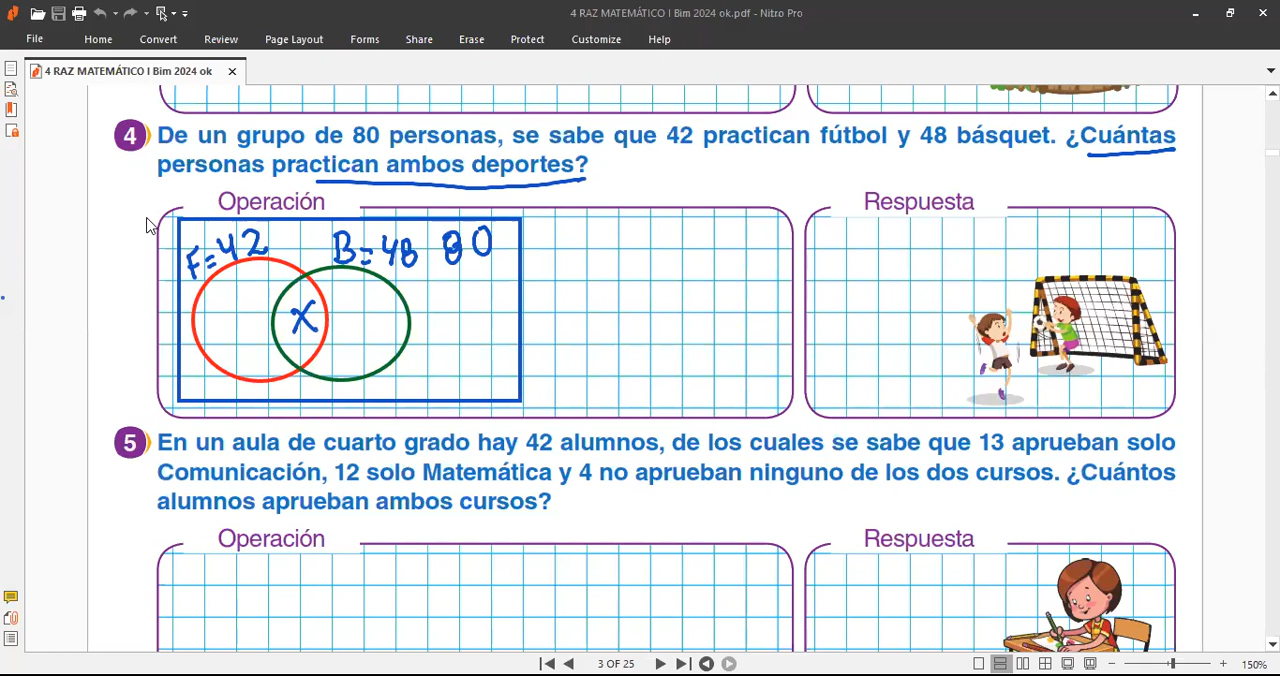 4 RAZ MATEMÁTICO I Bim 2024 ok.pdf - Nitro Pro
File Home Convert Review Page Layout Forms Share Erase Protect Customize Help
4 RAZ MATEMÁTICO I Bim 2024 ok
4 De un grupo de 80 personas, se sabe que 42 practican fútbol y 48 básquet. ¿Cuántas
personas practican ambos deportes?
Operación Respuesta
F=42 B=48 80
X
5 En un aula de cuarto grado hay 42 alumnos, de los cuales se sabe que 13 aprueban solo
Comunicación, 12 solo Matemática y 4 no aprueban ninguno de los dos cursos. ¿Cuántos
alumnos aprueban ambos cursos?
Operación Respuesta
3 OF 25
150%